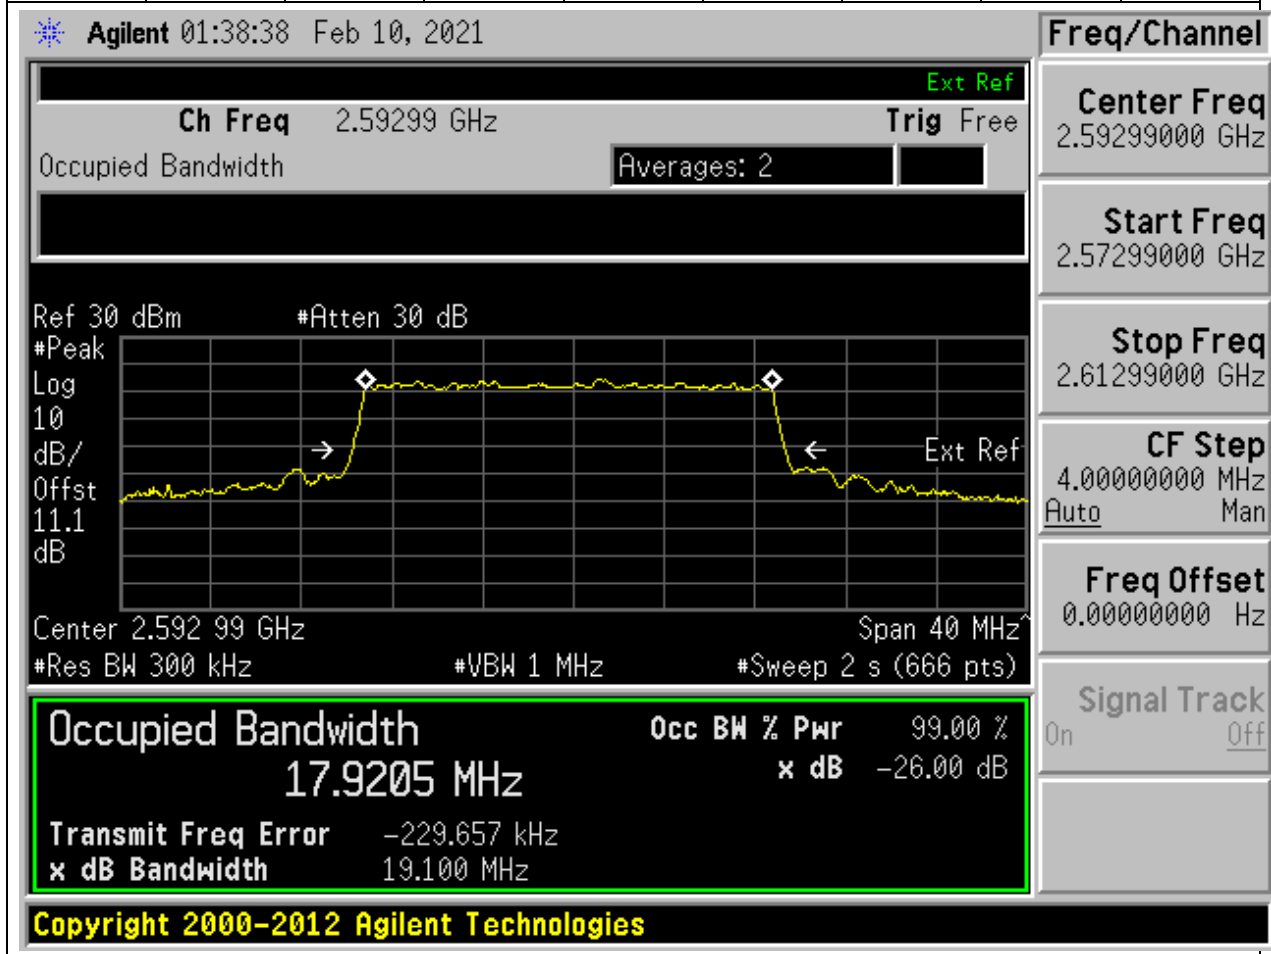 Agilent 01:38:38 Feb 10, 2021
Freq/Channel
Ext Ref
Ch Freq 2.59299 GHz Trig Free
Occupied Bandwidth Averages: 2
Center Freq
2.59299000 GHz
Start Freq
2.57299000 GHz
Stop Freq
2.61299000 GHz
CF Step
4.00000000 MHz
Auto Man
Freq Offset
0.00000000 Hz
Signal Track
On Off
Ref 30 dBm #Atten 30 dB
#Peak
Log
10
dB/
Offst
11.1
dB
Ext Ref
Center 2.592 99 GHz Span 40 MHz^
#Res BW 300 kHz #VBW 1 MHz #Sweep 2 s (666 pts)
Occupied Bandwidth Occ BW % Pwr 99.00 %
17.9205 MHz x dB -26.00 dB
Transmit Freq Error -229.657 kHz
x dB Bandwidth 19.100 MHz
Copyright 2000-2012 Agilent Technologies